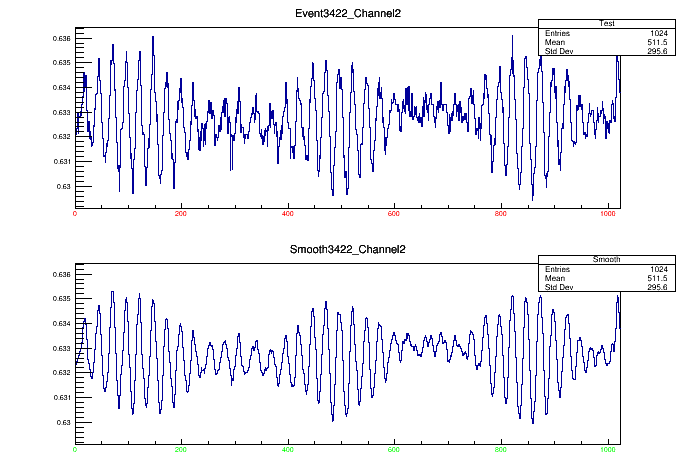 Event3422_Channel2
Test
Entries 1024
Mean 511.5
Std Dev 295.6
0.636
0.635
0.634
0.633
0.632
0.631
0.63
0 200 400 600 800 1000
Smooth3422_Channel2
Smooth
Entries 1024
Mean 511.5
Std Dev 295.6
0.636
0.635
0.634
0.633
0.632
0.631
0.63
0 200 400 600 800 1000